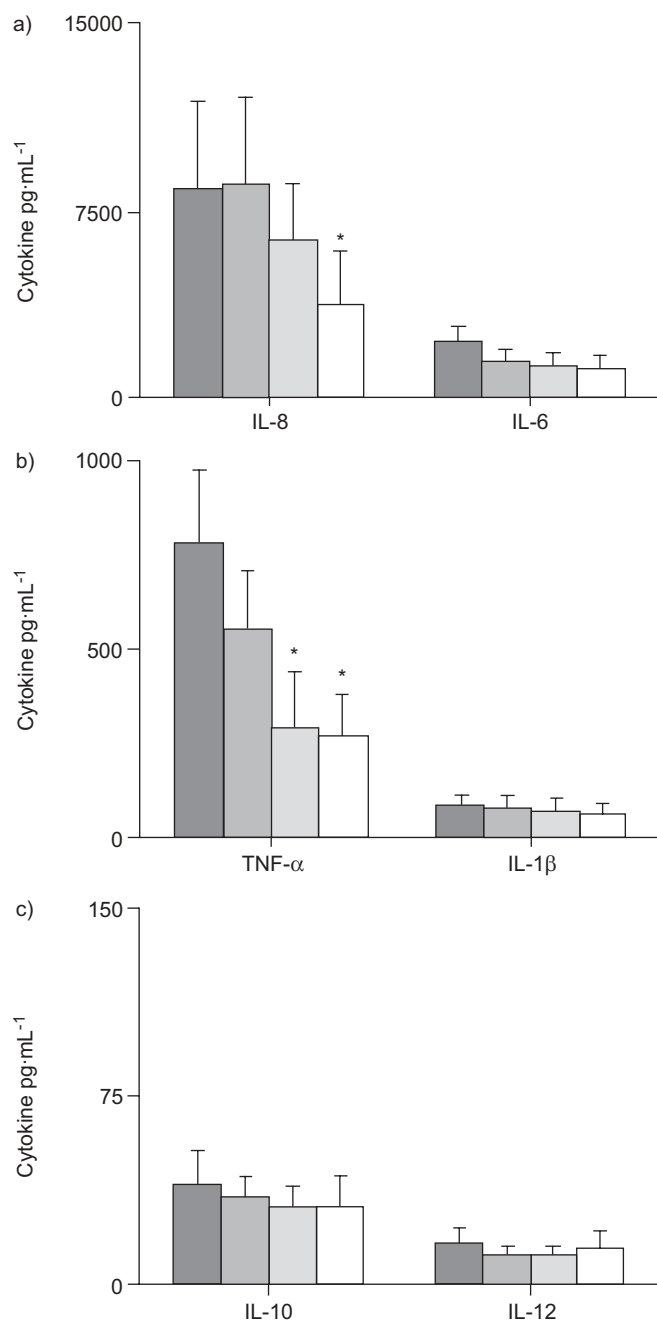 a)
15000
7500
0
Cytokine pg·mL⁻¹
*
IL-8
IL-6
b)
1000
500
0
Cytokine pg·mL⁻¹
*
*
TNF-α
IL-1β
c)
150
75
0
Cytokine pg·mL⁻¹
IL-10
IL-12